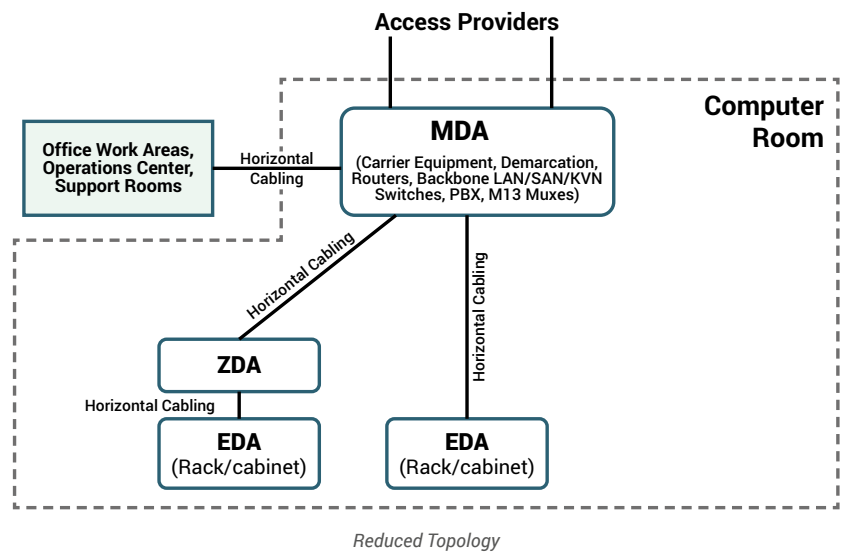 Access Providers
Computer
Room
MDA
(Carrier Equipment, Demarcation,
Routers, Backbone LAN/SAN/KVN
Switches, PBX, M13 Muxes)
Office Work Areas,
Operations Center,
Support Rooms
Horizontal
Cabling
Horizontal Cabling
Horizontal Cabling
ZDA
Horizontal Cabling
EDA
(Rack/cabinet)
EDA
(Rack/cabinet)
Reduced Topology